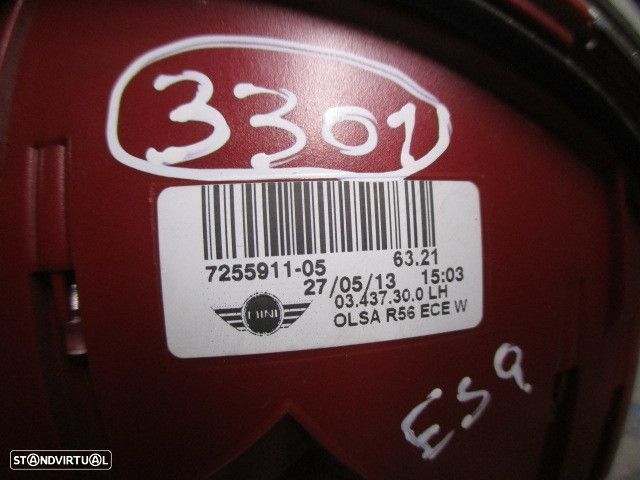 3301
7255911-05 63.21
27/05/13 15:03
03.437.30.0 LH
MINI
OLSA R56 ECE W
ESQ
STANDVIRTUAL